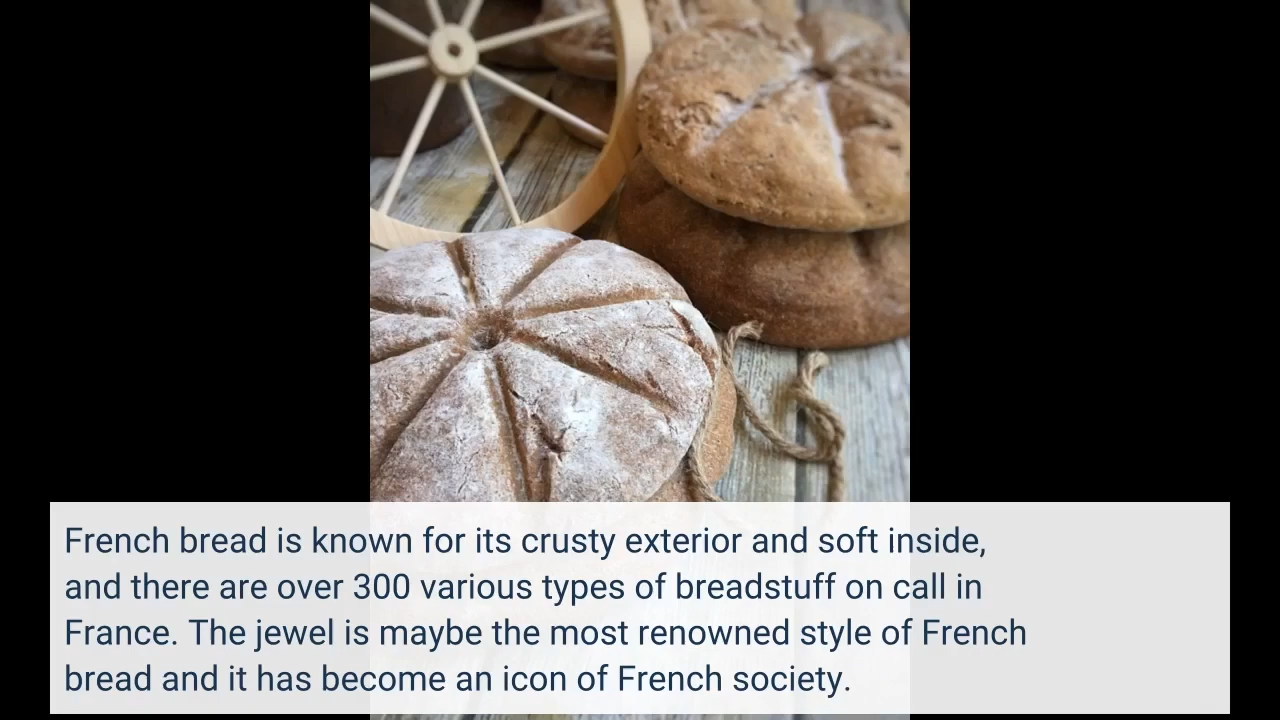 French bread is known for its crusty exterior and soft inside,
and there are over 300 various types of breadstuff on call in
France. The jewel is maybe the most renowned style of French
bread and it has become an icon of French society.